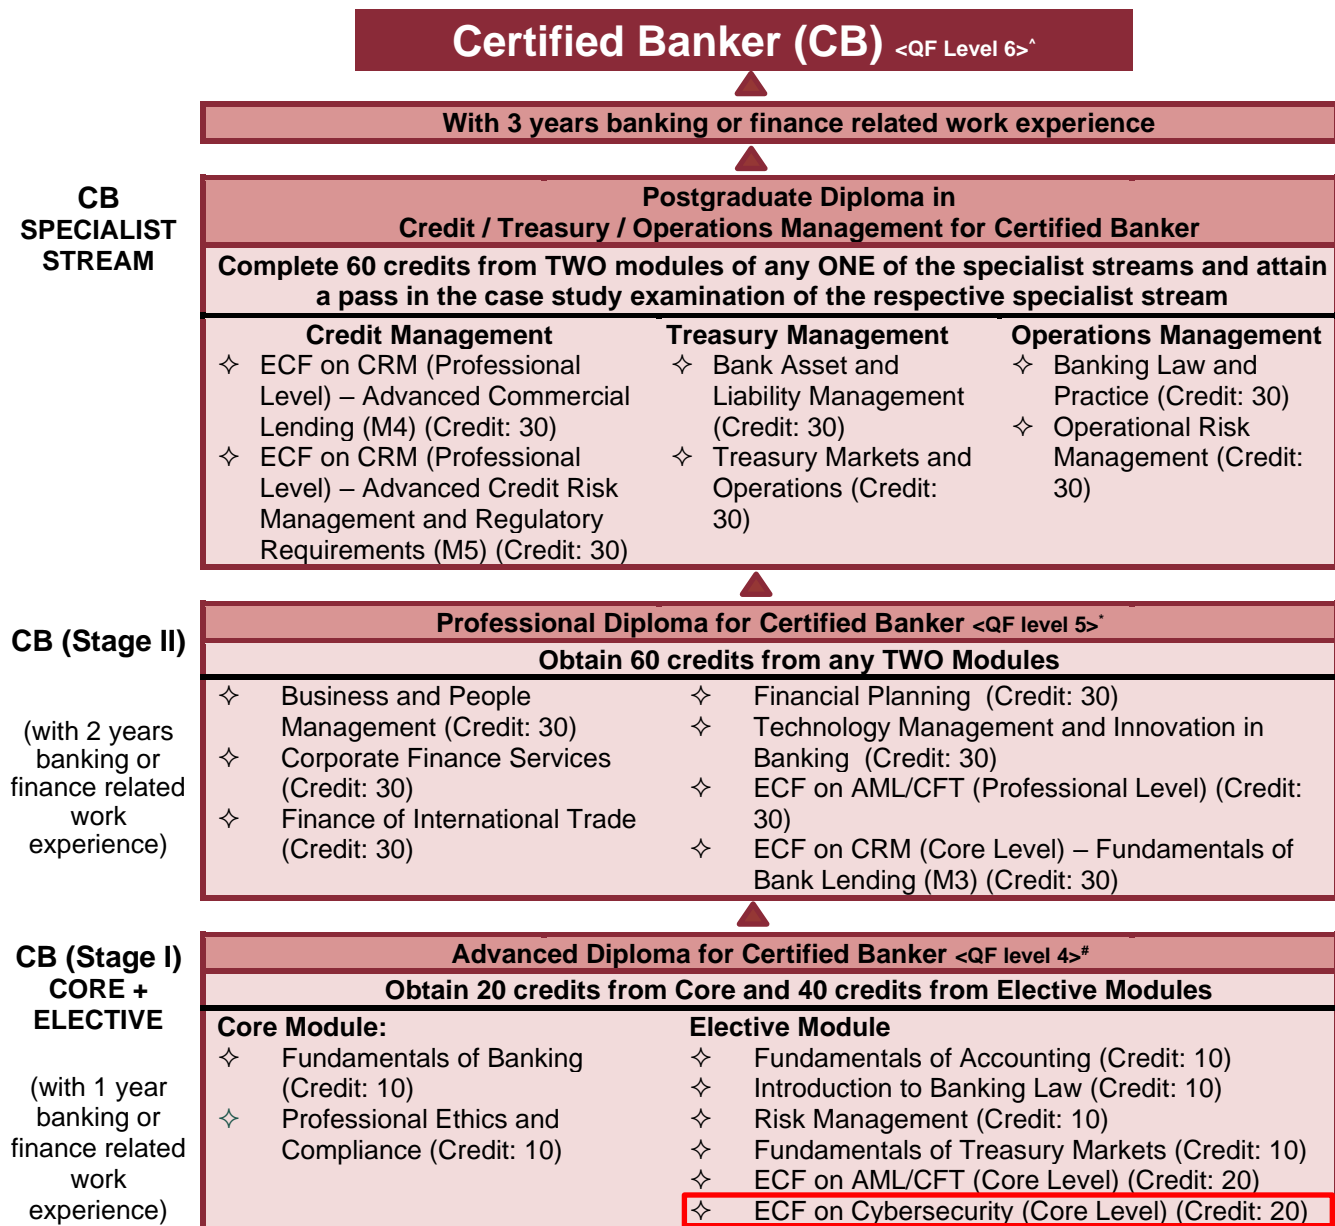 Certified Banker (CB) <QF Level 6>^
With 3 years banking or finance related work experience
CB
SPECIALIST
STREAM
Postgraduate Diploma in
Credit / Treasury / Operations Management for Certified Banker
Complete 60 credits from TWO modules of any ONE of the specialist streams and attain
a pass in the case study examination of the respective specialist stream
Credit Management
✧ ECF on CRM (Professional
Level) – Advanced Commercial
Lending (M4) (Credit: 30)
✧ ECF on CRM (Professional
Level) – Advanced Credit Risk
Management and Regulatory
Requirements (M5) (Credit: 30)
Treasury Management
✧ Bank Asset and
Liability Management
(Credit: 30)
✧ Treasury Markets and
Operations (Credit:
30)
Operations Management
✧ Banking Law and
Practice (Credit: 30)
✧ Operational Risk
Management (Credit:
30)
CB (Stage II)
(with 2 years
banking or
finance related
work
experience)
Professional Diploma for Certified Banker <QF level 5>*
Obtain 60 credits from any TWO Modules
✧ Business and People
Management (Credit: 30)
✧ Corporate Finance Services
(Credit: 30)
✧ Finance of International Trade
(Credit: 30)
✧ Financial Planning (Credit: 30)
✧ Technology Management and Innovation in
Banking (Credit: 30)
✧ ECF on AML/CFT (Professional Level) (Credit:
30)
✧ ECF on CRM (Core Level) – Fundamentals of
Bank Lending (M3) (Credit: 30)
CB (Stage I)
CORE +
ELECTIVE
(with 1 year
banking or
finance related
work
experience)
Advanced Diploma for Certified Banker <QF level 4>#
Obtain 20 credits from Core and 40 credits from Elective Modules
Core Module:
✧ Fundamentals of Banking
(Credit: 10)
✧ Professional Ethics and
Compliance (Credit: 10)
Elective Module
✧ Fundamentals of Accounting (Credit: 10)
✧ Introduction to Banking Law (Credit: 10)
✧ Risk Management (Credit: 10)
✧ Fundamentals of Treasury Markets (Credit: 10)
✧ ECF on AML/CFT (Core Level) (Credit: 20)
✧ ECF on Cybersecurity (Core Level) (Credit: 20)